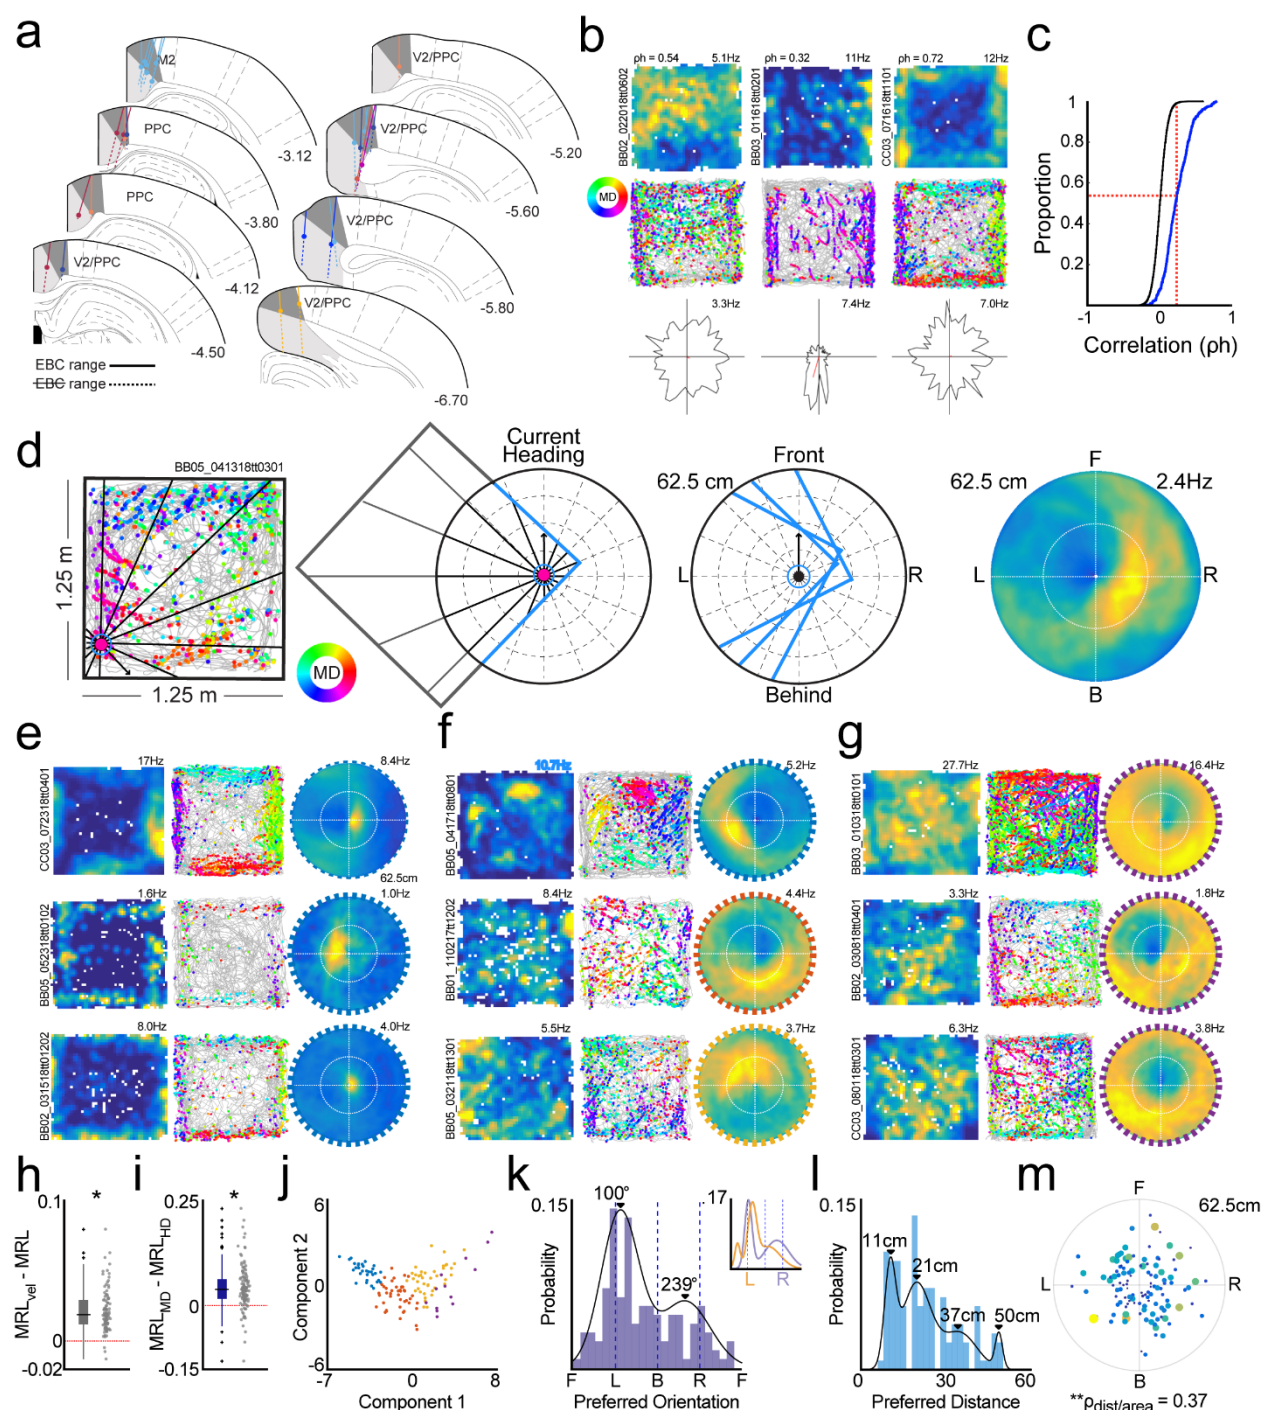 a
M2
-3.12
PPC
-3.80
PPC
-4.12
V2/PPC
-4.50
V2/PPC
-5.20
V2/PPC
-5.60
V2/PPC
-5.80
V2/PPC
-6.70
EBC range
EBC range
b
ρh = 0.54 5.1Hz
BB02_022018tt0602
ρh = 0.32 11Hz
BB03_011618tt0201
ρh = 0.72 12Hz
CC03_071618tt1101
MD
3.3Hz
7.4Hz
7.0Hz
c
Proportion
1
0.8
0.6
0.4
0.2
-1 0 1
Correlation (ρh)
d
BB05_041318tt0301
1.25 m
1.25 m
MD
Current
Heading
62.5 cm
Front
L
R
Behind
62.5 cm
F
2.4Hz
L
R
B
e
CC03_072318tt0401
17Hz
8.4Hz
62.5cm
BB05_052318tt0102
1.6Hz
1.0Hz
BB02_031518tt01202
8.0Hz
4.0Hz
f
BB05_041718tt0801
10.7Hz
5.2Hz
BB01_110217tt1202
8.4Hz
4.4Hz
BB05_032118tt1301
5.5Hz
3.7Hz
g
BB03_010318tt0101
27.7Hz
16.4Hz
BB02_030818tt0401
3.3Hz
1.8Hz
CC03_080118tt0301
6.3Hz
3.8Hz
h
MRLvel - MRL
0.1
0
-0.02
*
i
MRLMD - MRLHD
0.25
0
-0.15
*
j
Component 2
6
0
-6
-7 0 8
Component 1
k
Probability
0.15
100°
239°
.17
L R
F L B R F
Preferred Orientation
l
Probability
0.15
11cm
21cm
37cm
50cm
0 30 60
Preferred Distance
m
F
62.5cm
L
R
B
**ρdist/area = 0.37